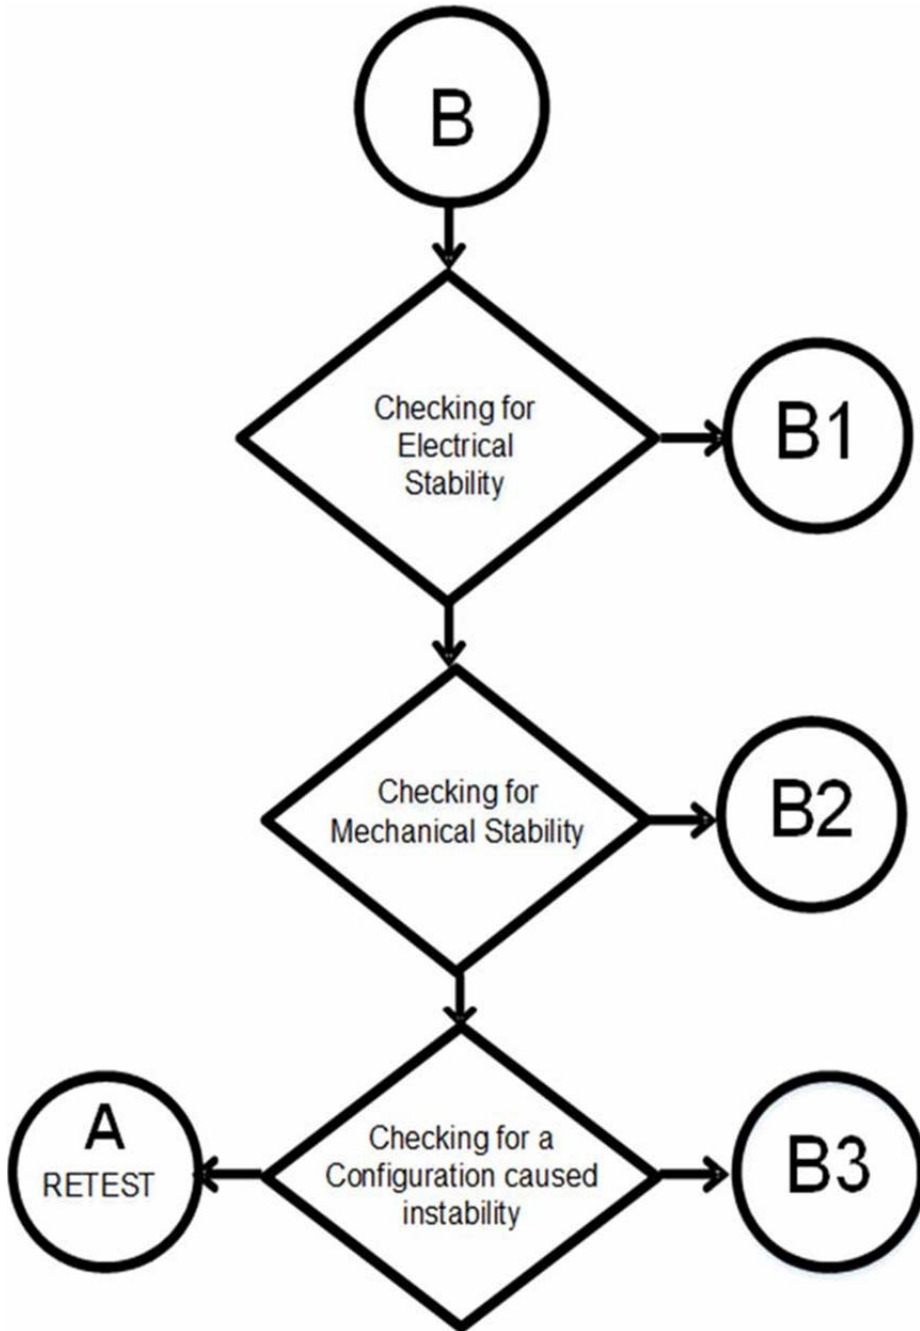 B
Checking for
Electrical
Stability
B1
Checking for
Mechanical Stability
B2
A
RETEST
Checking for a
Configuration caused
instability
B3